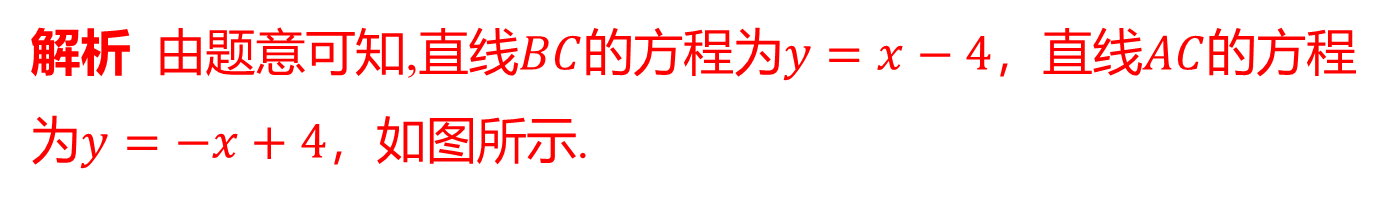 解析 由题意可知,直线BC的方程为y = x − 4，直线AC的方程
为y = −x + 4，如图所示.